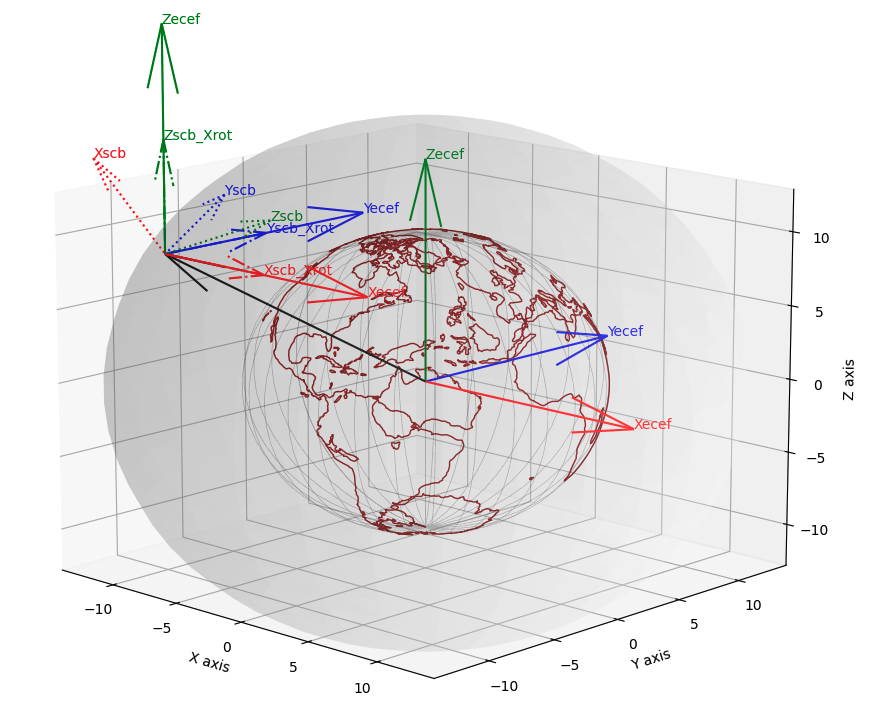 Zecef
Zscb_Xrot
Xscb
Zecef
Yscb
Yecef
Zscb
Yscb_Xrot
Xscb_Xrot
Xecef
Yecef
Xecef
10
5
0
−5
−10
Z axis
−10
−5
0
5
10
X axis
−10
−5
0
5
10
Y axis